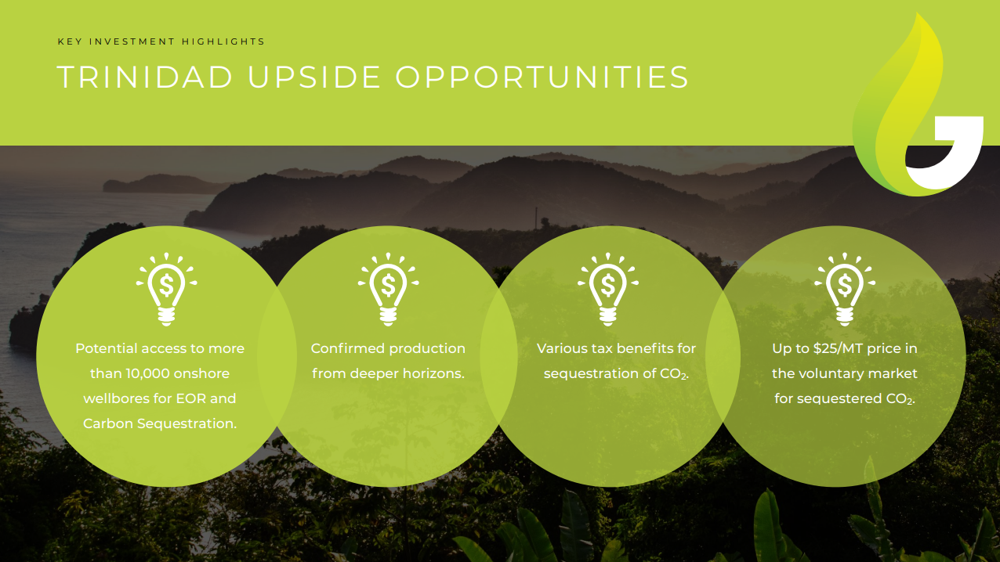 KEY INVESTMENT HIGHLIGHTS
TRINIDAD UPSIDE OPPORTUNITIES
Potential access to more
than 10,000 onshore
wellbores for EOR and
Carbon Sequestration.
Confirmed production
from deeper horizons.
Various tax benefits for
sequestration of CO₂.
Up to $25/MT price in
the voluntary market
for sequestered CO₂.